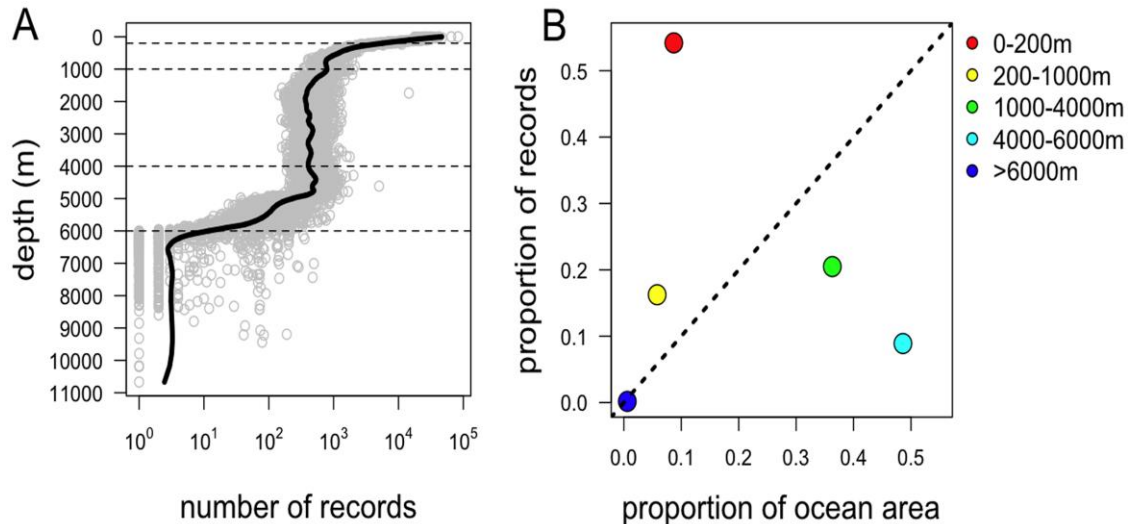 A
0
1000
2000
3000
4000
5000
6000
7000
8000
9000
10000
11000
depth (m)
10⁰ 10¹ 10² 10³ 10⁴ 10⁵
number of records
B
0.5
0.4
0.3
0.2
0.1
0.0
proportion of records
0.0 0.1 0.2 0.3 0.4 0.5
proportion of ocean area
0-200m
200-1000m
1000-4000m
4000-6000m
>6000m